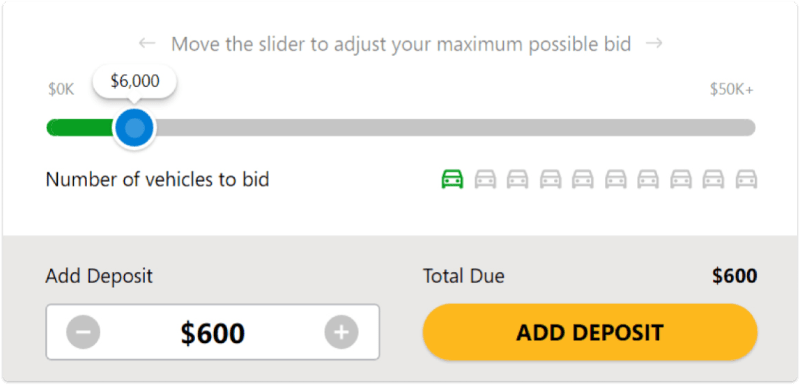 ← Move the slider to adjust your maximum possible bid →
$6,000
$0K $50K+
Number of vehicles to bid
Add Deposit Total Due $600
− $600 + ADD DEPOSIT